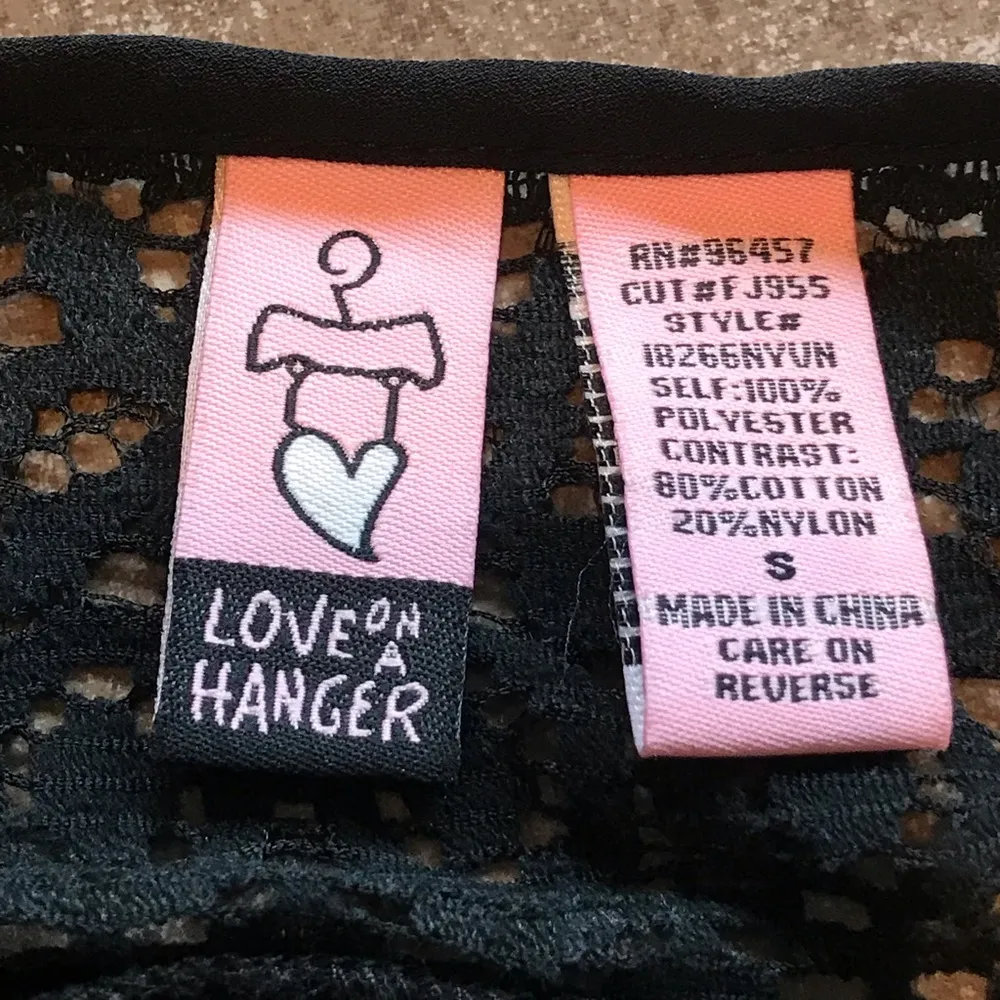 LOVE ON A
HANGER
RN#96457
CUT#FJ955
STYLE#
18266NYVN
SELF:100%
POLYESTER
CONTRAST:
80%COTTON
20%NYLON
S
MADE IN CHINA
CARE ON
REVERSE